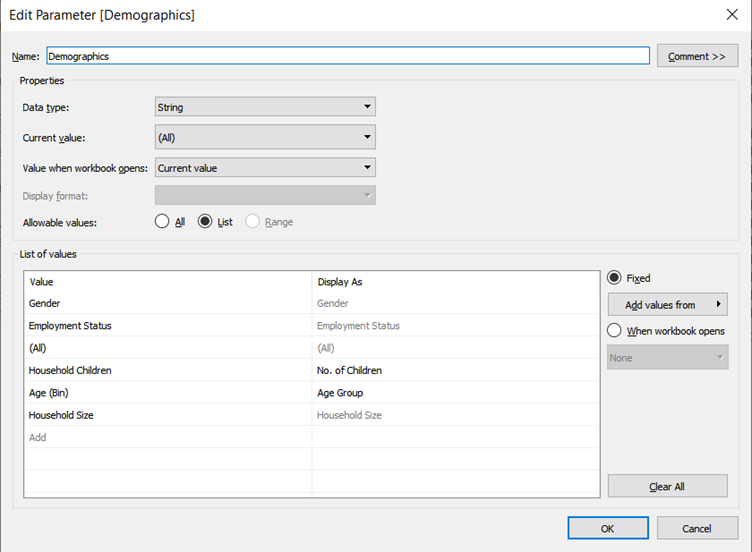 Edit Parameter [Demographics]
Name: Demographics Comment >>
Properties
Data type: String
Current value: (All)
Value when workbook opens: Current value
Display format:
Allowable values: All List Range
List of values
Value Display As
Gender Gender
Employment Status Employment Status
(All) (All)
Household Children No. of Children
Age (Bin) Age Group
Household Size Household Size
Add
Fixed
Add values from
When workbook opens
None
Clear All
OK Cancel